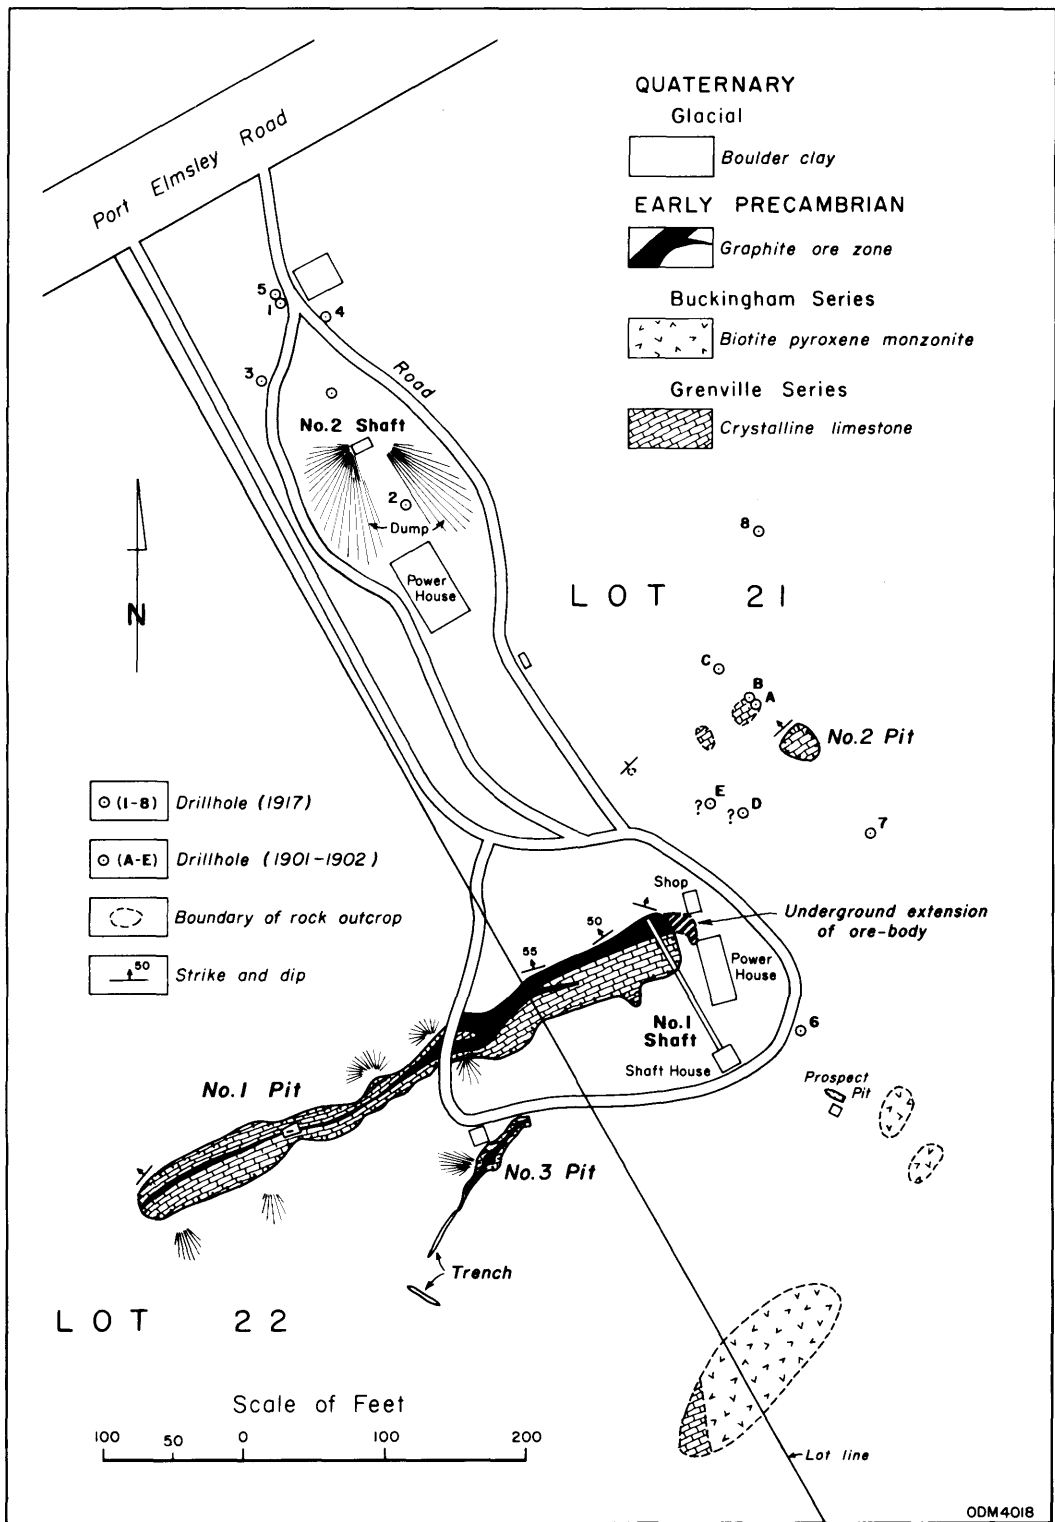 QUATERNARY
Glacial
Boulder clay
EARLY PRECAMBRIAN
Graphite ore zone
Buckingham Series
Biotite pyroxene monzonite
Grenville Series
Crystalline limestone
Port Elmsley Road
5
1
4
3
Road
No.2 Shaft
2
Dump
Power
House
N
8
LOT 21
C
B
A
No.2 Pit
E
? ? D
7
(1-8) Drillhole (1917)
(A-E) Drillhole (1901-1902)
Boundary of rock outcrop
50 Strike and dip
Shop
Underground extension
of ore-body
50
55
Power
House
No.1
Shaft
6
Shaft House
Prospect
Pit
No.1 Pit
No.3 Pit
Trench
LOT 22
Scale of Feet
100 50 0 100 200
Lot line
ODM4018